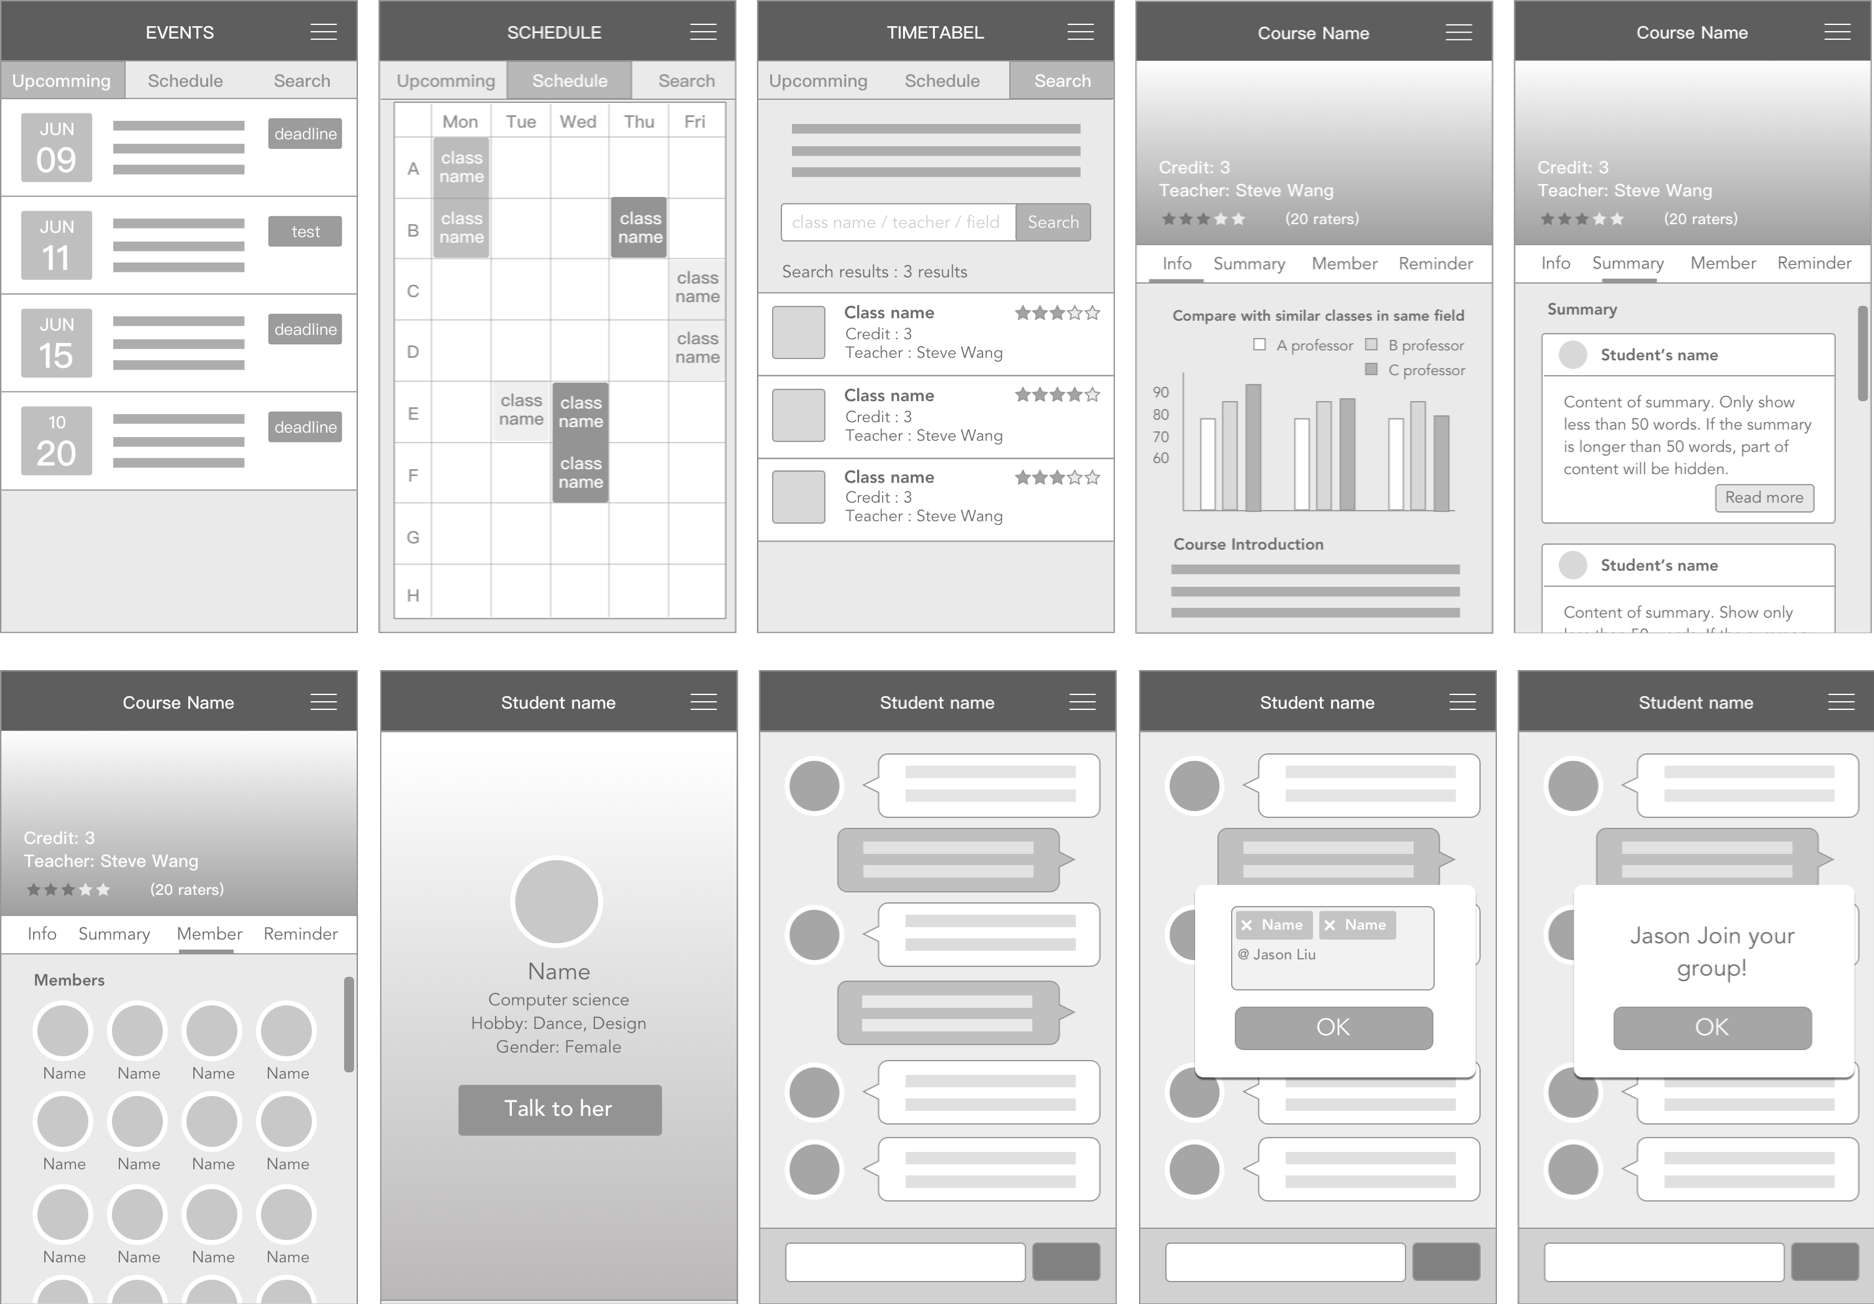 EVENTS
Upcomming Schedule Search
JUN
09
deadline
JUN
11
test
JUN
15
deadline
10
20
deadline
SCHEDULE
Upcomming Schedule Search
Mon Tue Wed Thu Fri
A
class
name
B
class
name
class
name
C
class
name
D
class
name
E
class
name
class
name
F
class
name
G
H
TIMETABEL
Upcomming Schedule Search
class name / teacher / field
Search
Search results : 3 results
Class name
Credit : 3
Teacher : Steve Wang
Class name
Credit : 3
Teacher : Steve Wang
Class name
Credit : 3
Teacher : Steve Wang
Course Name
Credit: 3
Teacher: Steve Wang
(20 raters)
Info Summary Member Reminder
Compare with similar classes in same field
A professor B professor
C professor
90
80
70
60
Course Introduction
Course Name
Credit: 3
Teacher: Steve Wang
(20 raters)
Info Summary Member Reminder
Summary
Student's name
Content of summary. Only show
less than 50 words. If the summary
is longer than 50 words, part of
content will be hidden.
Read more
Student's name
Content of summary. Show only
less than 50 words. If the summary
Course Name
Credit: 3
Teacher: Steve Wang
(20 raters)
Info Summary Member Reminder
Members
Name Name Name Name
Name Name Name Name
Name Name Name Name
Student name
Name
Computer science
Hobby: Dance, Design
Gender: Female
Talk to her
Student name
Student name
× Name × Name
@ Jason Liu
OK
Student name
Jason Join your
group!
OK